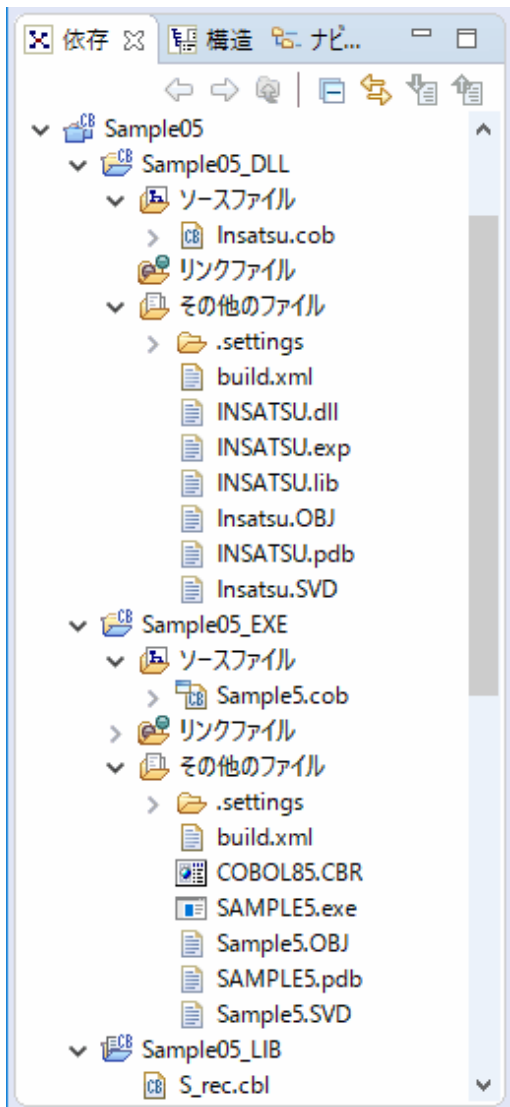 依存 構造 ナビ...
Sample05
Sample05_DLL
ソースファイル
Insatsu.cob
リンクファイル
その他のファイル
.settings
build.xml
INSATSU.dll
INSATSU.exp
INSATSU.lib
Insatsu.OBJ
INSATSU.pdb
Insatsu.SVD
Sample05_EXE
ソースファイル
Sample5.cob
リンクファイル
その他のファイル
.settings
build.xml
COBOL85.CBR
SAMPLE5.exe
Sample5.OBJ
SAMPLE5.pdb
Sample5.SVD
Sample05_LIB
S_rec.cbl